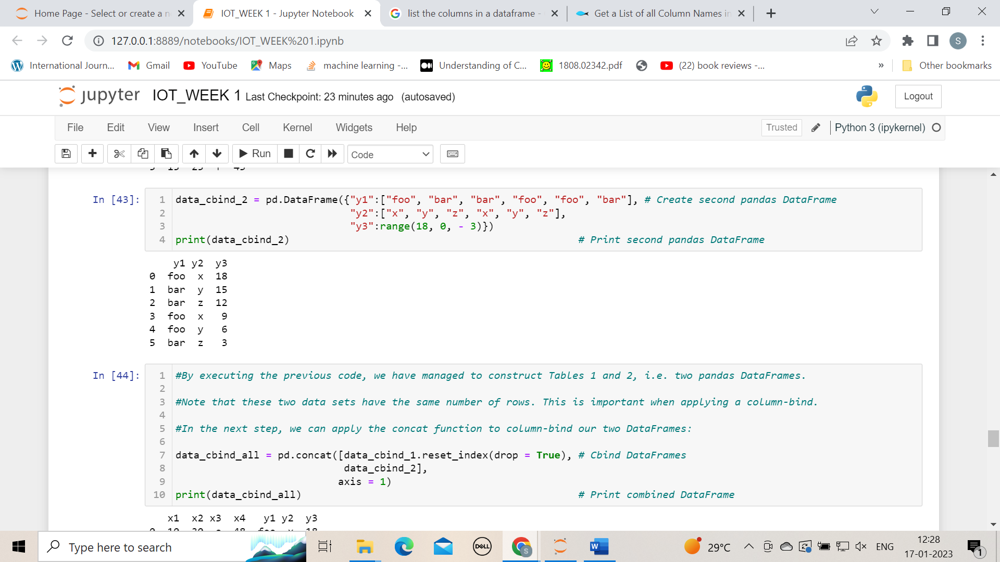 Home Page - Select or create a n
IOT_WEEK 1 - Jupyter Notebook
list the columns in a dataframe -
Get a List of all Column Names in
127.0.0.1:8889/notebooks/IOT_WEEK%201.ipynb
S
International Journ...
Gmail
YouTube
Maps
machine learning -...
Understanding of C...
1808.02342.pdf
(22) book reviews -...
»
Other bookmarks
jupyter IOT_WEEK 1 Last Checkpoint: 23 minutes ago (autosaved)
Logout
File Edit View Insert Cell Kernel Widgets Help
Trusted
Python 3 (ipykernel)
Run
Code
In [43]:
1 data_cbind_2 = pd.DataFrame({"y1":["foo", "bar", "bar", "foo", "foo", "bar"], # Create second pandas DataFrame
2 "y2":["x", "y", "z", "x", "y", "z"],
3 "y3":range(18, 0, - 3)})
4 print(data_cbind_2) # Print second pandas DataFrame
y1 y2 y3
0 foo x 18
1 bar y 15
2 bar z 12
3 foo x 9
4 foo y 6
5 bar z 3
In [44]:
1 #By executing the previous code, we have managed to construct Tables 1 and 2, i.e. two pandas DataFrames.
2
3 #Note that these two data sets have the same number of rows. This is important when applying a column-bind.
4
5 #In the next step, we can apply the concat function to column-bind our two DataFrames:
6
7 data_cbind_all = pd.concat([data_cbind_1.reset_index(drop = True), # Cbind DataFrames
8 data_cbind_2],
9 axis = 1)
10 print(data_cbind_all) # Print combined DataFrame
x1 x2 x3 x4 y1 y2 y3
Type here to search
DELL
S
W
29°C
ENG
12:28
17-01-2023
1